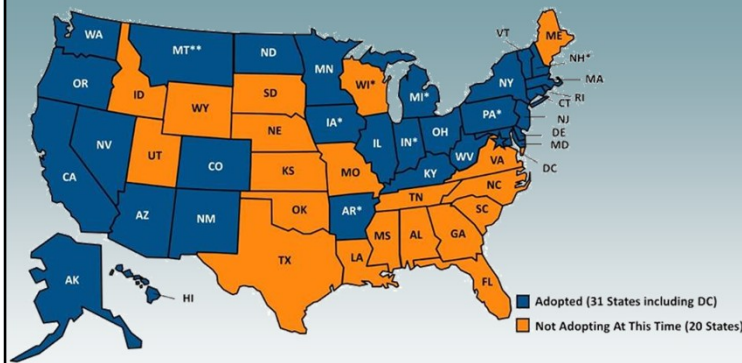 WA
MT**
ND
MN
VT
ME
NH*
OR
ID
WY
SD
WI*
MI*
NY
MA
RI
CT
NV
UT
NE
IA*
IL
IN*
OH
PA*
NJ
DE
MD
DC
CA
CO
KS
MO
KY
WV
VA
AZ
NM
OK
AR*
TN
NC
SC
TX
LA
MS
AL
GA
FL
AK
HI
Adopted (31 States including DC)
Not Adopting At This Time (20 States)